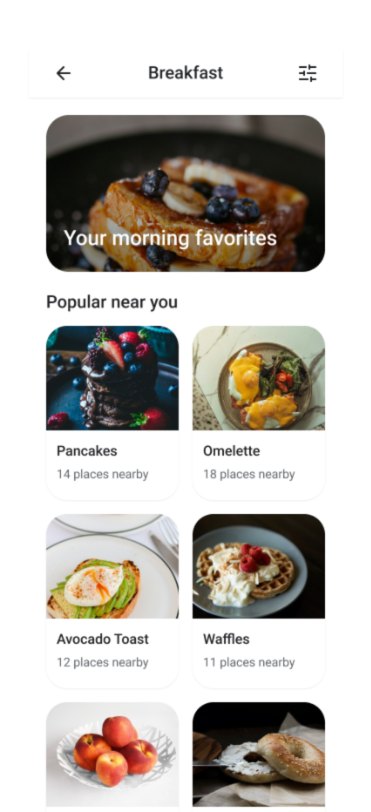 Breakfast
Your morning favorites
Popular near you
Pancakes
14 places nearby
Omelette
18 places nearby
Avocado Toast
12 places nearby
Waffles
11 places nearby